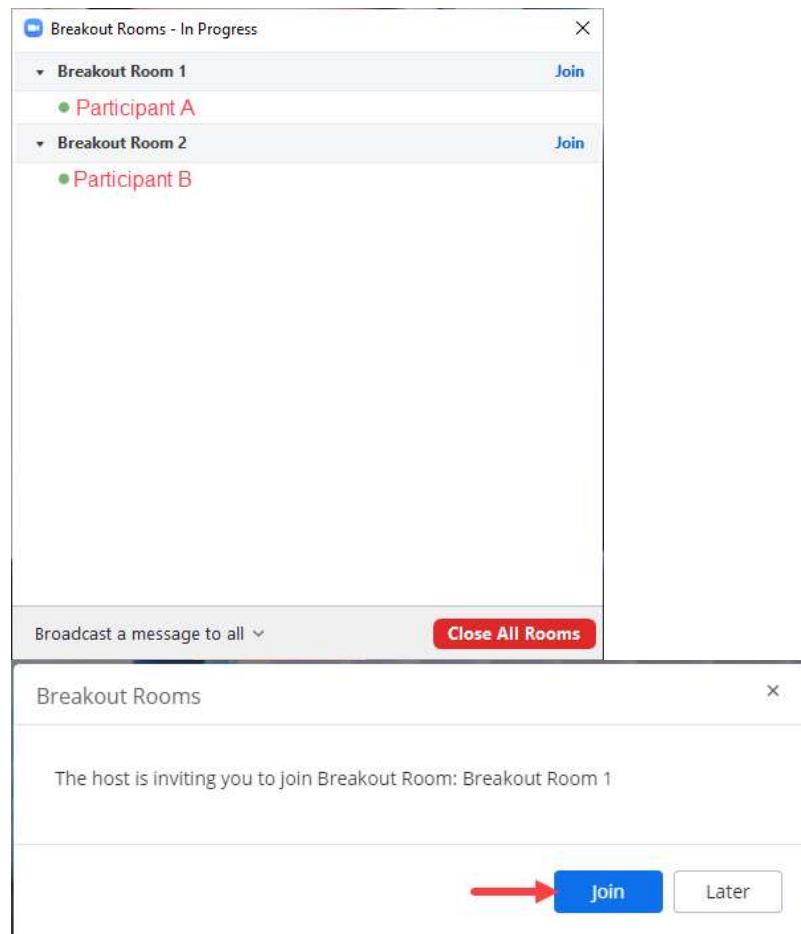 Breakout Rooms - In Progress
Breakout Room 1 Join
Participant A
Breakout Room 2 Join
Participant B
Broadcast a message to all Close All Rooms
Breakout Rooms
The host is inviting you to join Breakout Room: Breakout Room 1
Join Later